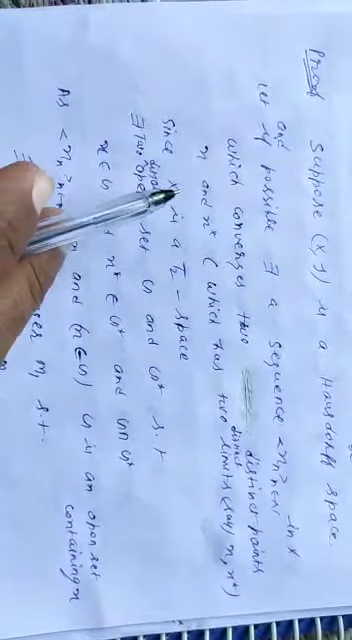 Proof Suppose (X, J) is a Hausdorff space.
and
let if possible ∃ a sequence <xn>n∈N in X
which converges two distinct points
x and x* (which has two distinct limits (say) x, x*)
Since X is a T2 - space
∃ Two open set G and G* s.t
x ∈ G x* ∈ G* and G∩G*
As <xn>n and (x∈G) G is an open set
containing x
m, s.t.